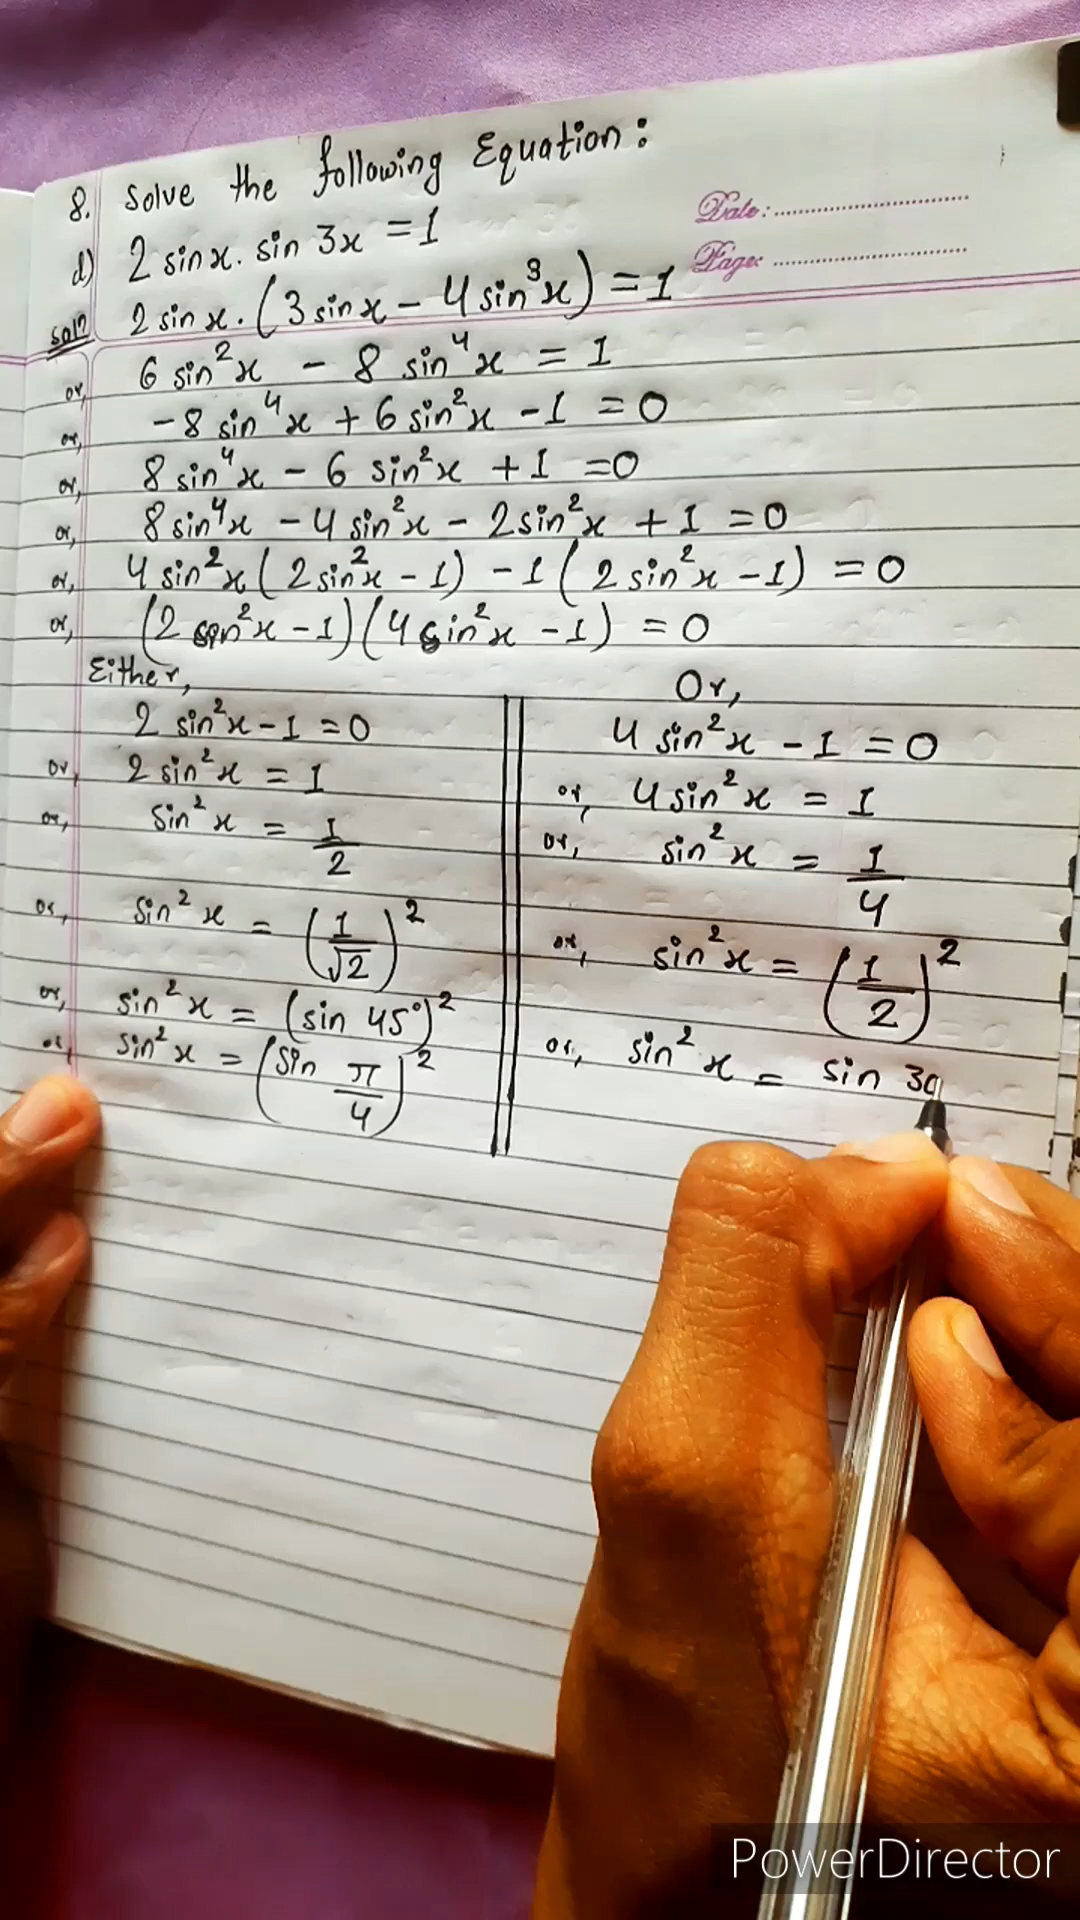 8. Solve the following Equation:
Date:
d) 2 sin x. sin 3x = 1
Page:
soln 2 sin x. (3 sin x - 4 sin³x) = 1
or, 6 sin²x - 8 sin⁴x = 1
or, -8 sin⁴x + 6 sin²x - 1 = 0
or, 8 sin⁴x - 6 sin²x + 1 = 0
or, 8 sin⁴x - 4 sin²x - 2 sin²x + 1 = 0
or, 4 sin²x (2 sin²x - 1) - 1 (2 sin²x - 1) = 0
or, (2 sin²x - 1) (4 sin²x - 1) = 0
Either,
2 sin²x - 1 = 0
or, 2 sin²x = 1
or, sin²x = 1/2
or, sin²x = (1/√2)²
or, sin²x = (sin 45°)²
or, sin²x = (sin π/4)²
Or,
4 sin²x - 1 = 0
or, 4 sin²x = 1
or, sin²x = 1/4
or, sin²x = (1/2)²
or, sin²x = sin 30
PowerDirector